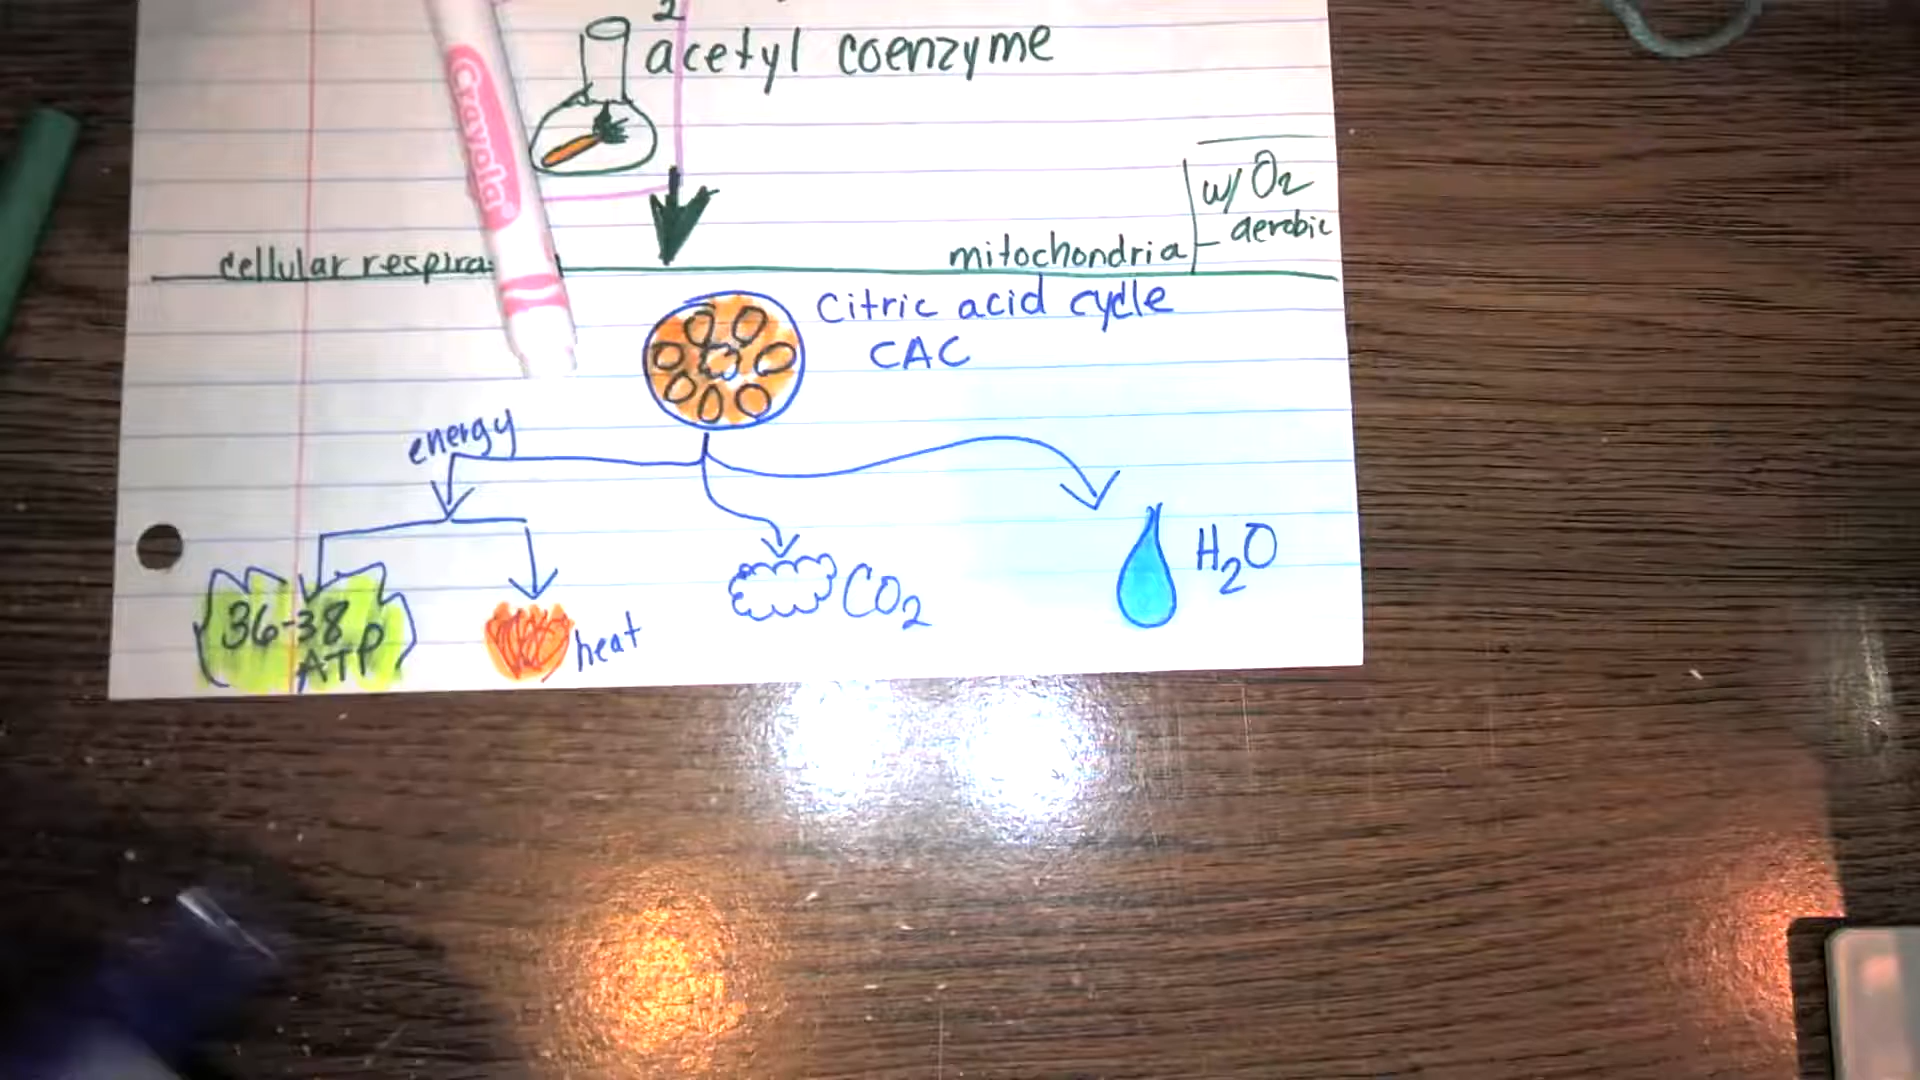 2
acetyl coenzyme
Crayola
w/ O2
aerobic
cellular respira
mitochondria
Citric acid cycle
CAC
energy
36-38
ATP
heat
CO2
H2O